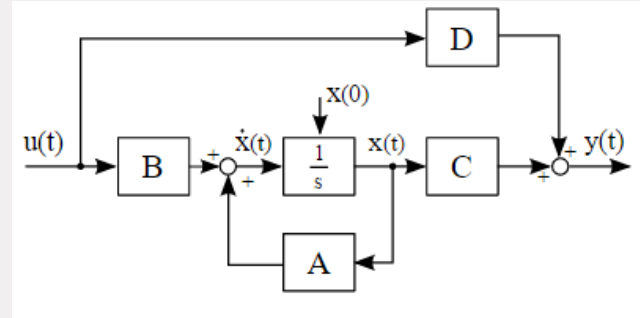 D
x(0)
u(t)
B
+
ẋ(t)
+
1
s
x(t)
C
+
+
y(t)
A